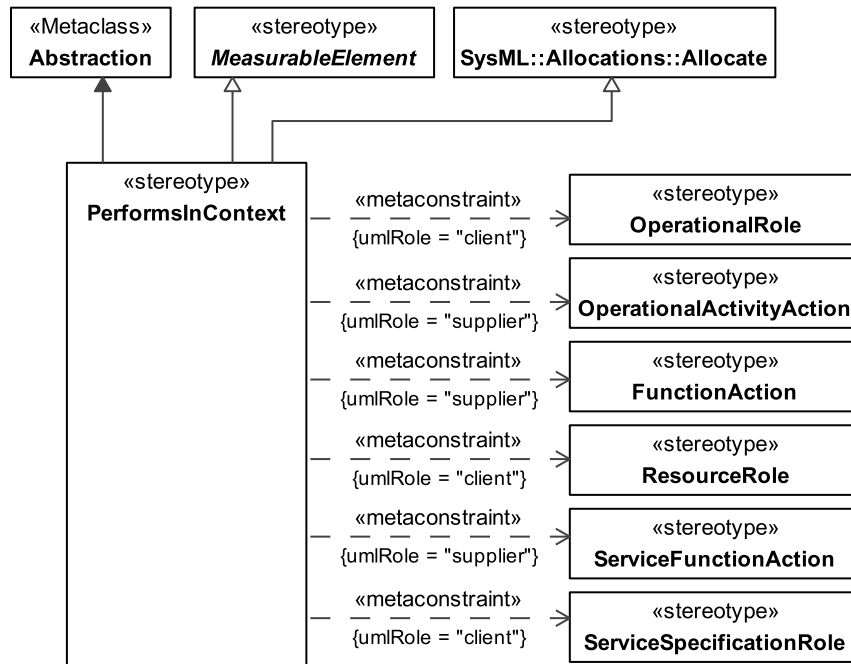 «Metaclass»
Abstraction
«stereotype»
MeasurableElement
«stereotype»
SysML::Allocations::Allocate
«stereotype»
PerformsInContext
«metaconstraint»
{umlRole = "client"}
«stereotype»
OperationalRole
«metaconstraint»
{umlRole = "supplier"}
«stereotype»
OperationalActivityAction
«metaconstraint»
{umlRole = "supplier"}
«stereotype»
FunctionAction
«metaconstraint»
{umlRole = "client"}
«stereotype»
ResourceRole
«metaconstraint»
{umlRole = "supplier"}
«stereotype»
ServiceFunctionAction
«metaconstraint»
{umlRole = "client"}
«stereotype»
ServiceSpecificationRole